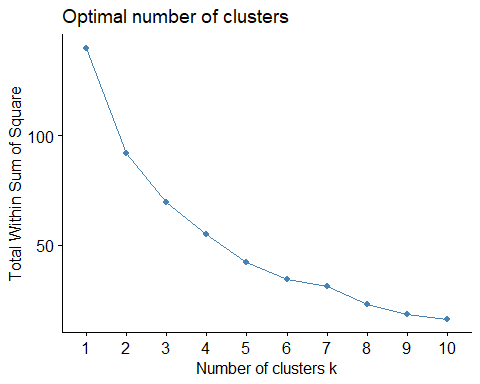 Optimal number of clusters
Total Within Sum of Square
100
50
1 2 3 4 5 6 7 8 9 10
Number of clusters k